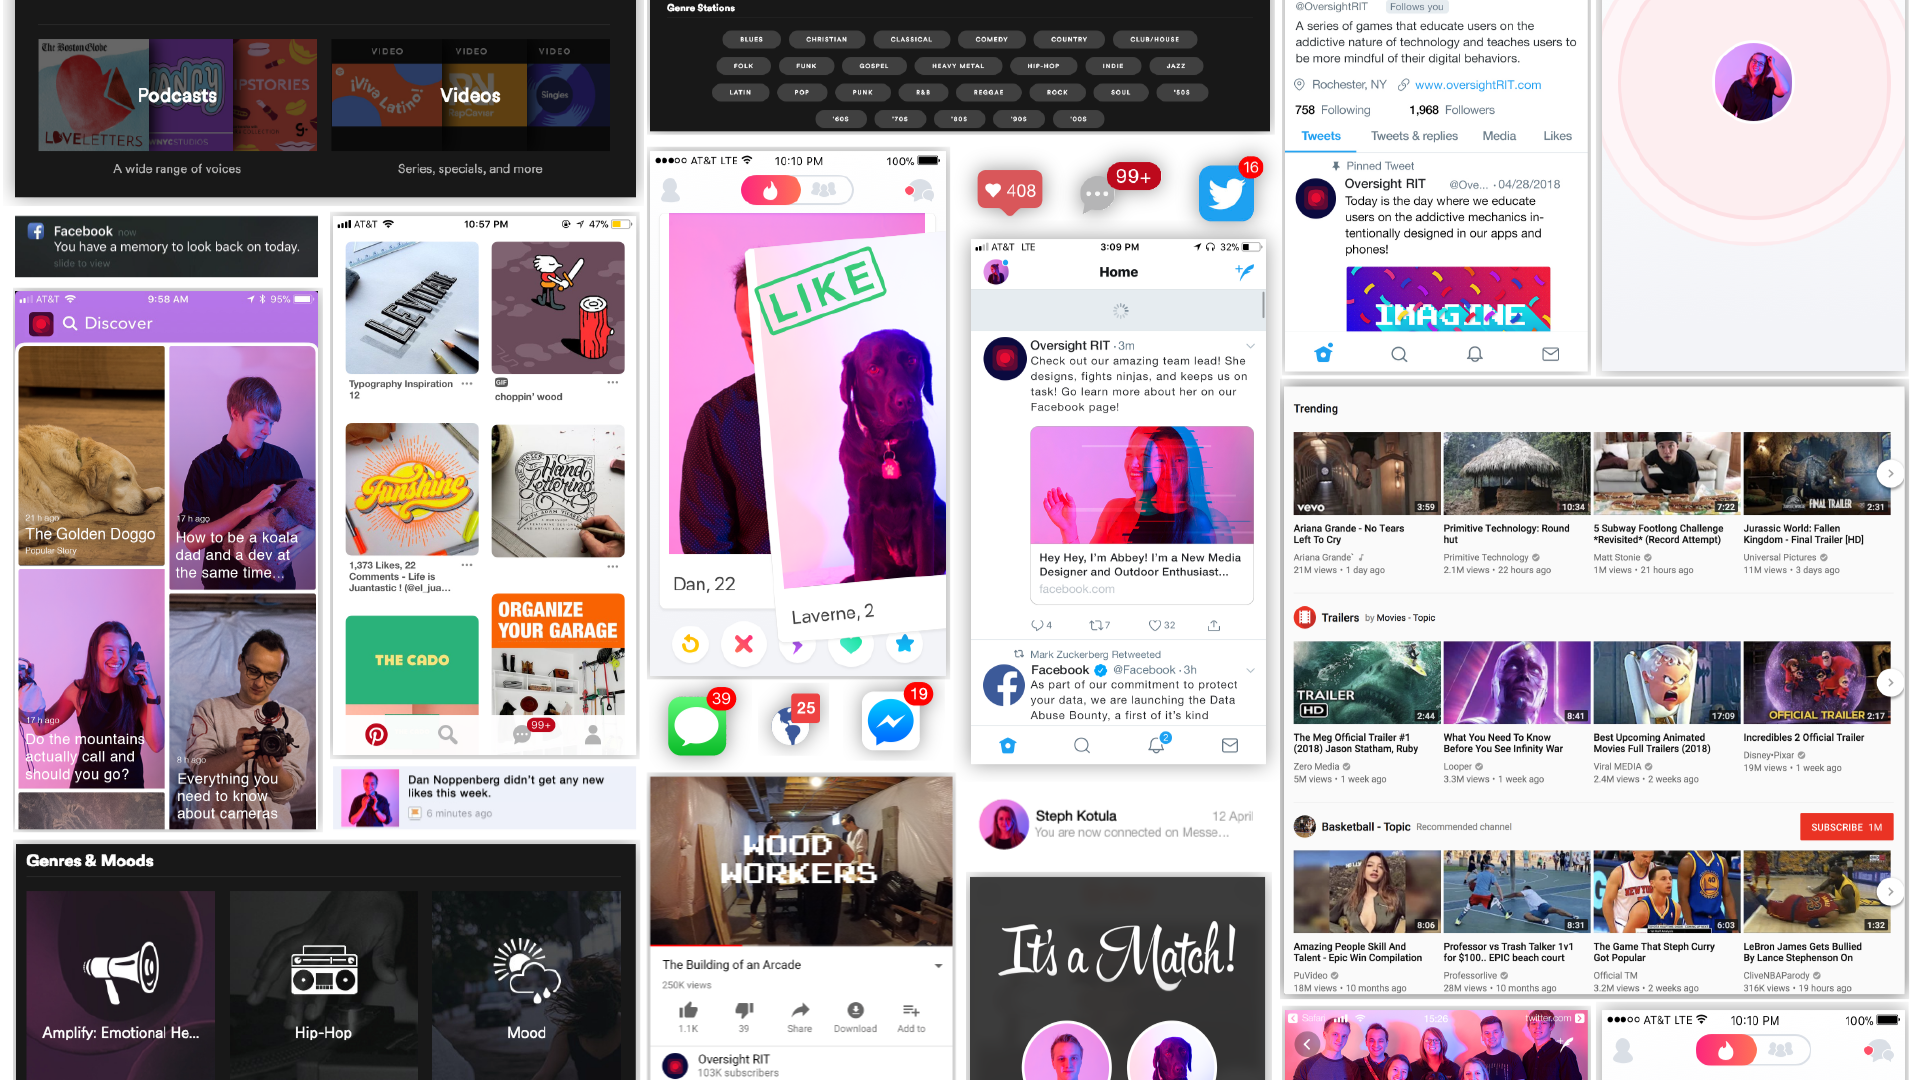 The Boston Globe
LOVELETTERS
WNYCSTUDIOS
Podcasts
A wide range of voices
VIDEO
VIDEO
VIDEO
¡Viva Latino!
RapCaviar
Singles
Videos
Series, specials, and more
Facebook now
You have a memory to look back on today.
slide to view
AT&T
9:58 AM
95%
Discover
21 h ago
The Golden Doggo
Popular Story
17 h ago
How to be a koala
dad and a dev at
the same time...
17 h ago
Do the mountains
actually call and
should you go?
8 h ago
Everything you
need to know
about cameras
AT&T
10:57 PM
47%
LEVITATE
Typography Inspiration
12
GIF
choppin' wood
Funshine
1,373 Likes, 22
Comments - Life is
Juantastic ! (@el_jua...
Hand
Lettering
THE CADO
ORGANIZE
YOUR GARAGE
99+
Dan Noppenberg didn't get any new
likes this week.
6 minutes ago
Genres & Moods
Amplify: Emotional He...
Hip-Hop
Mood
Genre Stations
BLUES
CHRISTIAN
CLASSICAL
COMEDY
COUNTRY
CLUB/HOUSE
FOLK
FUNK
GOSPEL
HEAVY METAL
HIP-HOP
INDIE
JAZZ
LATIN
POP
PUNK
R&B
REGGAE
ROCK
SOUL
'50S
'60S
'70S
'80S
'90S
'00S
AT&T LTE
10:10 PM
100%
LIKE
Dan, 22
Laverne, 2
39
25
19
WOOD
WORKERS
The Building of an Arcade
250K views
1.1K
39
Share
Download
Add to
Oversight RIT
103K subscribers
408
99+
16
AT&T LTE
3:09 PM
32%
Home
Oversight RIT · 3m
Check out our amazing team lead! She
designs, fights ninjas, and keeps us on
task! Go learn more about her on our
Facebook page!
Hey Hey, I'm Abbey! I'm a New Media
Designer and Outdoor Enthusiast...
facebook.com
4
7
32
Mark Zuckerberg Retweeted
Facebook @Facebook · 3h
As part of our commitment to protect
your data, we are launching the Data
Abuse Bounty, a first of it's kind
2
Steph Kotula
12 April
You are now connected on Messe...
It's a Match!
@OversightRIT
Follows you
A series of games that educate users on the
addictive nature of technology and teaches users to
be more mindful of their digital behaviors.
Rochester, NY
www.oversightRIT.com
758 Following
1,968 Followers
Tweets
Tweets & replies
Media
Likes
Pinned Tweet
Oversight RIT @Ove... · 04/28/2018
Today is the day where we educate
users on the addictive mechanics in-
tentionally designed in our apps and
phones!
IMAGINE
Trending
vevo
3:59
10:34
7:22
FINAL TRAILER
2:31
Ariana Grande - No Tears
Left To Cry
Ariana Grande
21M views • 1 day ago
Primitive Technology: Round
hut
Primitive Technology
2.1M views • 22 hours ago
5 Subway Footlong Challenge
*Revisited* (Record Attempt)
Matt Stonie
1M views • 21 hours ago
Jurassic World: Fallen
Kingdom - Final Trailer [HD]
Universal Pictures
11M views • 3 days ago
Trailers by Movies - Topic
TRAILER
HD
2:44
8:41
17:09
OFFICIAL TRAILER
2:17
The Meg Official Trailer #1
(2018) Jason Statham, Ruby
Zero Media
5M views • 1 week ago
What You Need To Know
Before You See Infinity War
Looper
3.3M views • 1 week ago
Best Upcoming Animated
Movies Full Trailers (2018)
Viral MEDIA
2.4M views • 2 weeks ago
Incredibles 2 Official Trailer
Disney•Pixar
19M views • 1 week ago
Basketball - Topic Recommended channel
SUBSCRIBE 1M
8:06
8:31
6:03
1:32
Amazing People Skill And
Talent - Epic Win Compilation
PuVideo
18M views • 10 months ago
Professor vs Trash Talker 1v1
for $100.. EPIC beach court
Professorlive
28M views • 10 months ago
The Game That Steph Curry
Got Popular
Official TM
3.2M views • 2 weeks ago
LeBron James Gets Bullied
By Lance Stephenson On
CliveNBAParody
316K views • 19 hours ago
Safari
15:26
twitter.com
AT&T LTE
10:10 PM
100%